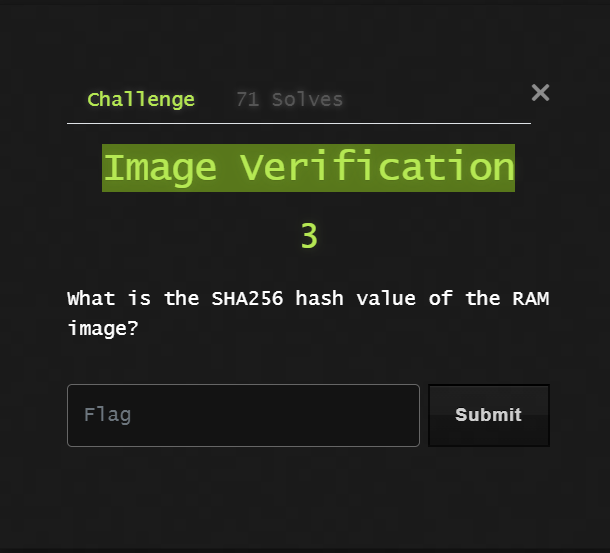 Challenge 71 Solves ×
Image Verification
3
What is the SHA256 hash value of the RAM
image?
Flag Submit